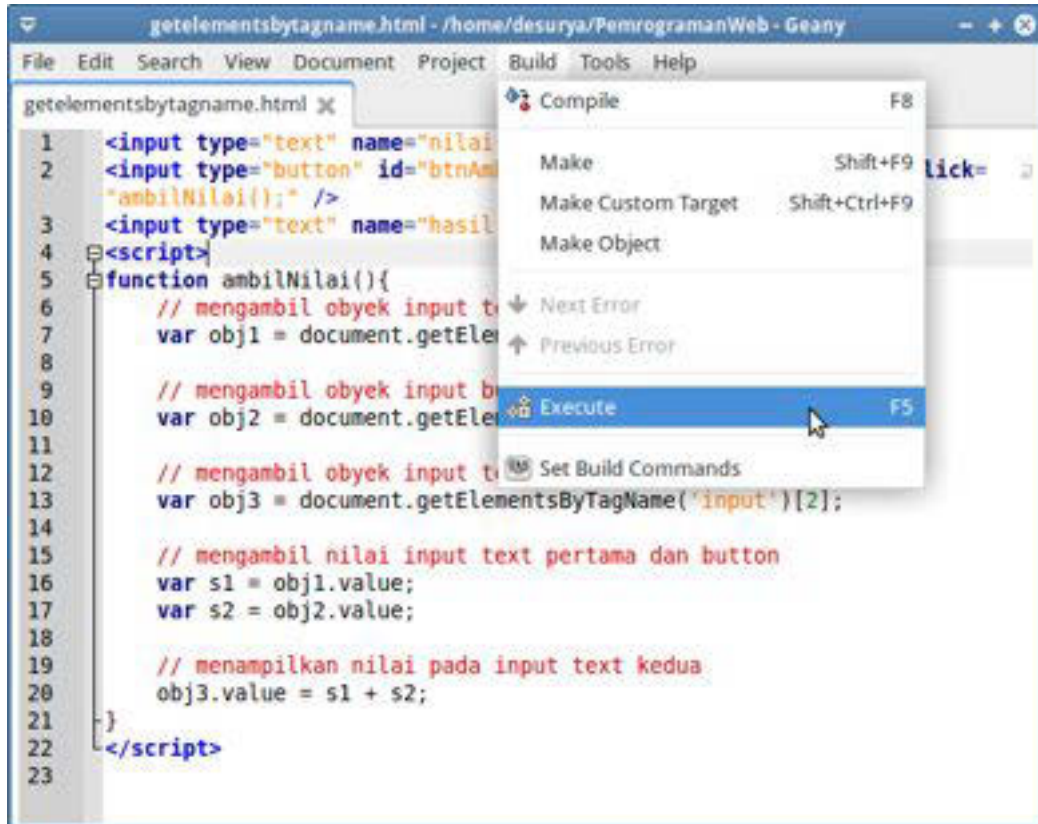 getelementsbytagname.html - /home/desurya/PemrogramanWeb - Geany
File Edit Search View Document Project Build Tools Help
getelementsbytagname.html
Compile F8
Make Shift+F9
Make Custom Target Shift+Ctrl+F9
Make Object
Next Error
Previous Error
Execute F5
Set Build Commands
1 <input type="text" name="nilai
2 <input type="button" id="btnAm lick=
"ambilNilai();" />
3 <input type="text" name="hasil
4 <script>
5 function ambilNilai(){
6 // mengambil obyek input t
7 var obj1 = document.getEle
8
9 // mengambil obyek input b
10 var obj2 = document.getEle
11
12 // mengambil obyek input t
13 var obj3 = document.getElementsByTagName('input')[2];
14
15 // mengambil nilai input text pertama dan button
16 var s1 = obj1.value;
17 var s2 = obj2.value;
18
19 // menampilkan nilai pada input text kedua
20 obj3.value = s1 + s2;
21 }
22 </script>
23